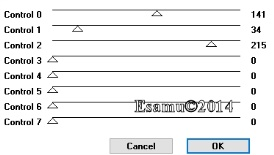 Control 0 141
Control 1 34
Control 2 215
Control 3 0
Control 4 0
Control 5 0
Control 6 0
Esamu©2014
Control 7 0
Cancel OK